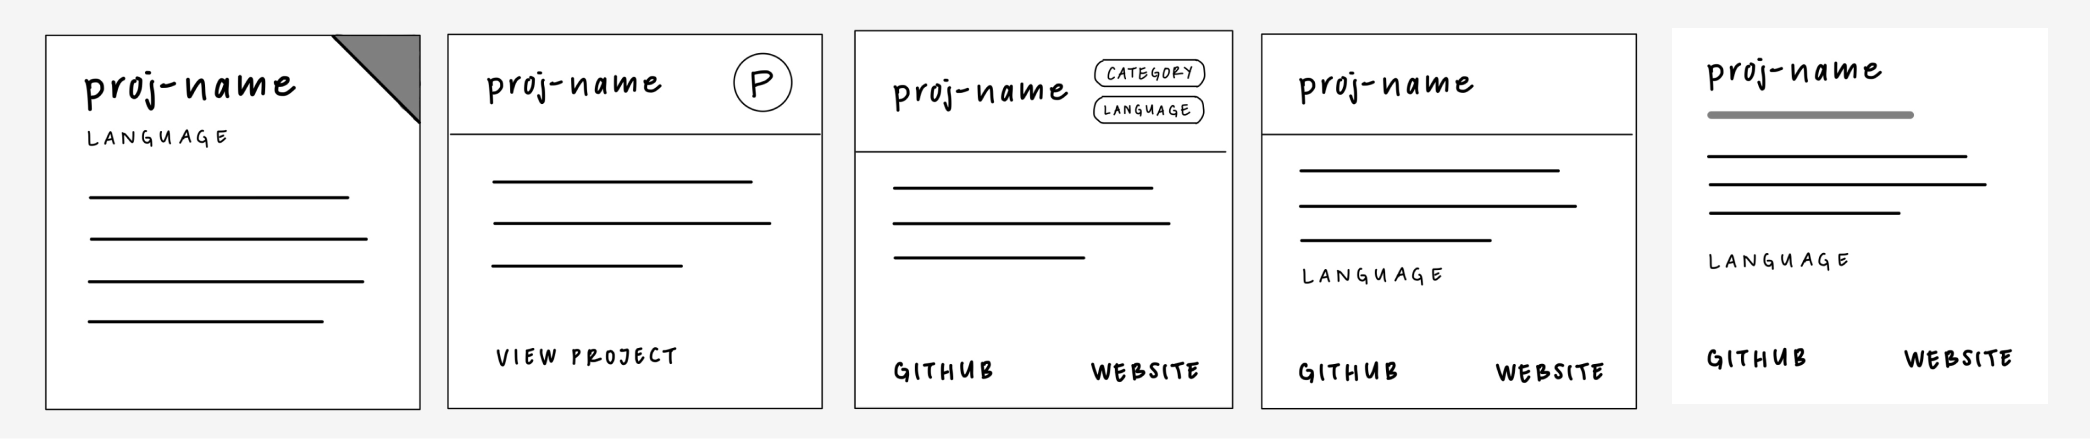 proj-name
LANGUAGE
proj-name
P
VIEW PROJECT
proj-name
CATEGORY
LANGUAGE
GITHUB
WEBSITE
proj-name
LANGUAGE
GITHUB
WEBSITE
proj-name
LANGUAGE
GITHUB
WEBSITE